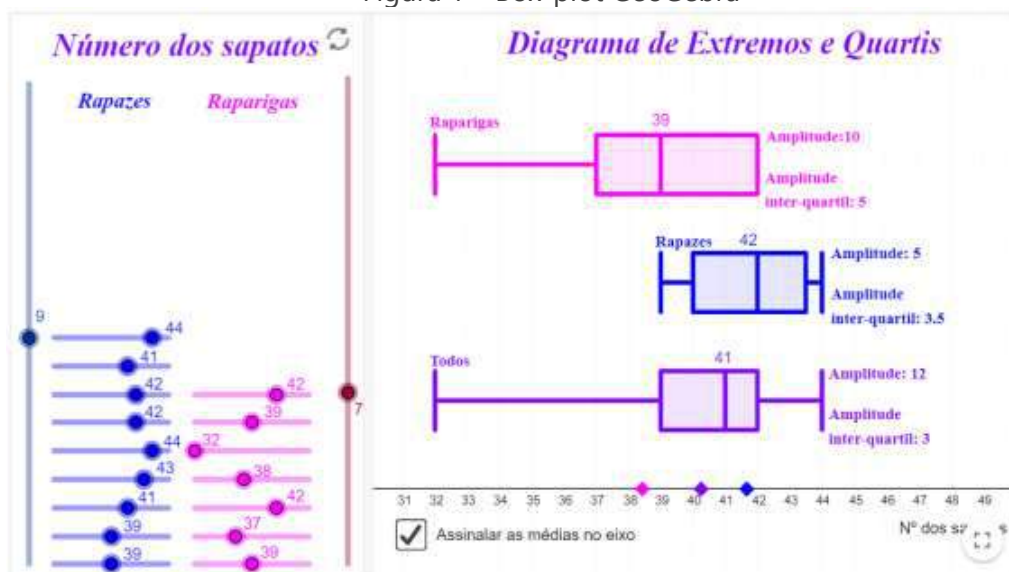 Número dos sapatos
Rapazes
Raparigas
9
44
41
42
42
42
39
7
44
32
43
38
41
42
39
37
39
39
Diagrama de Extremos e Quartis
Raparigas
39
Amplitude:10
Amplitude
inter-quartil: 5
Rapazes
42
Amplitude: 5
Amplitude
inter-quartil: 3.5
Todos
41
Amplitude: 12
Amplitude
inter-quartil: 3
31 32 33 34 35 36 37 38 39 40 41 42 43 44 45 46 47 48 49
Assinalar as médias no eixo
Nº dos